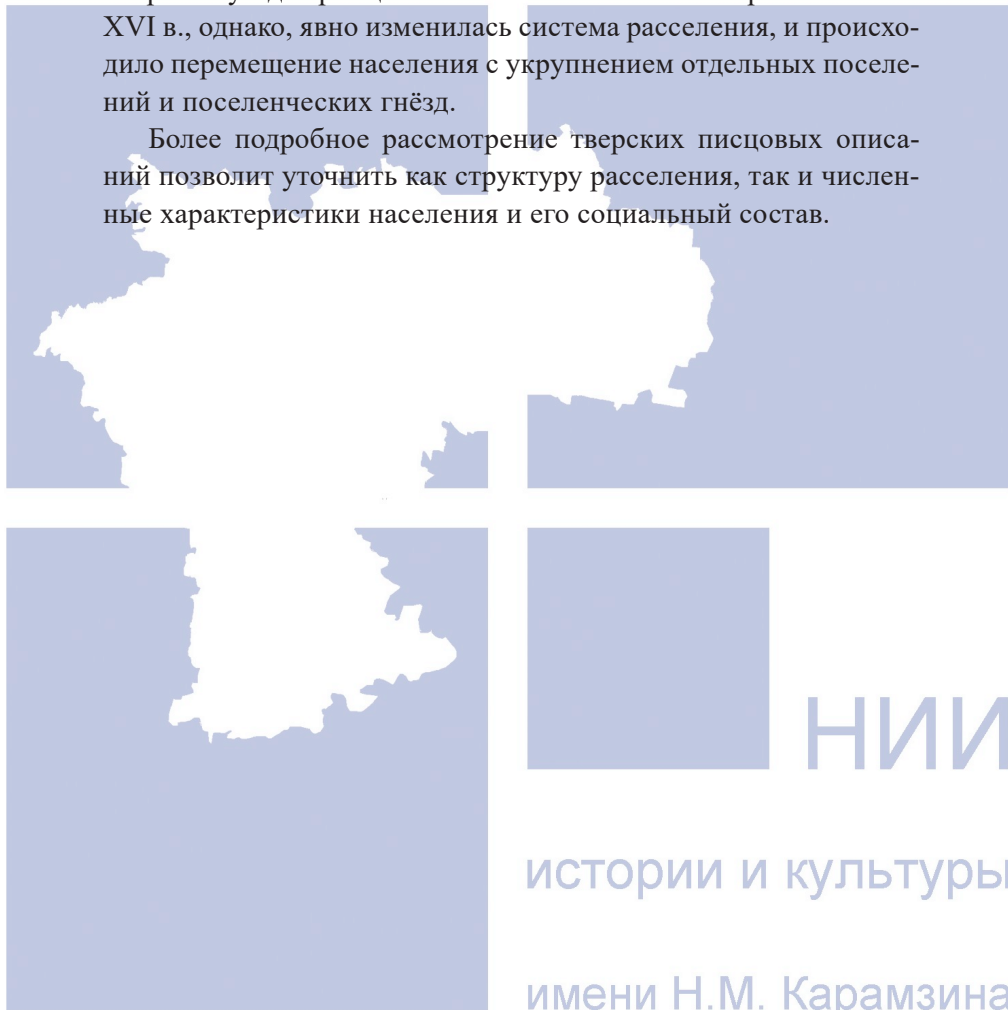 XVI в., однако, явно изменилась система расселения, и происхо-
дило перемещение населения с укрупнением отдельных поселе-
ний и поселенческих гнёзд.
Более подробное рассмотрение тверских писцовых описа-
ний позволит уточнить как структуру расселения, так и числен-
ные характеристики населения и его социальный состав.
НИИ
истории и культуры
имени Н.М. Карамзина